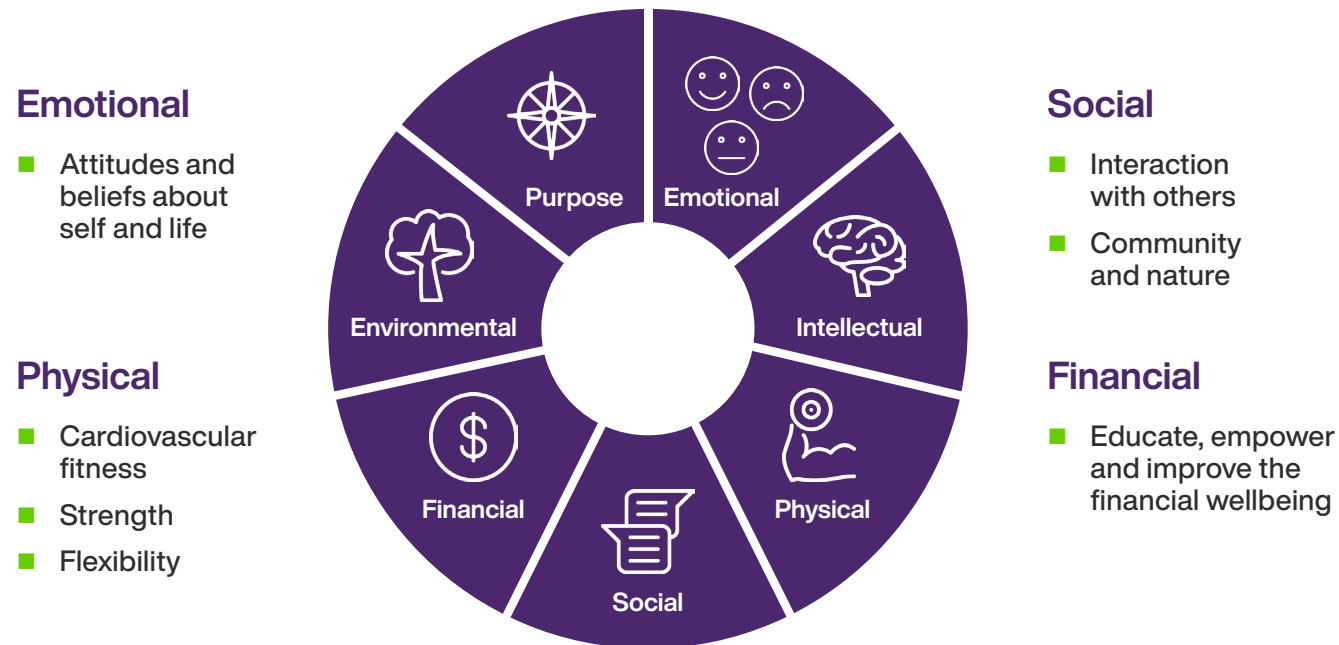 Emotional
Attitudes and
beliefs about
self and life
Physical
Cardiovascular
fitness
Strength
Flexibility
Purpose
Emotional
Environmental
Intellectual
$
Financial
Physical
Social
Social
Interaction
with others
Community
and nature
Financial
Educate, empower
and improve the
financial wellbeing